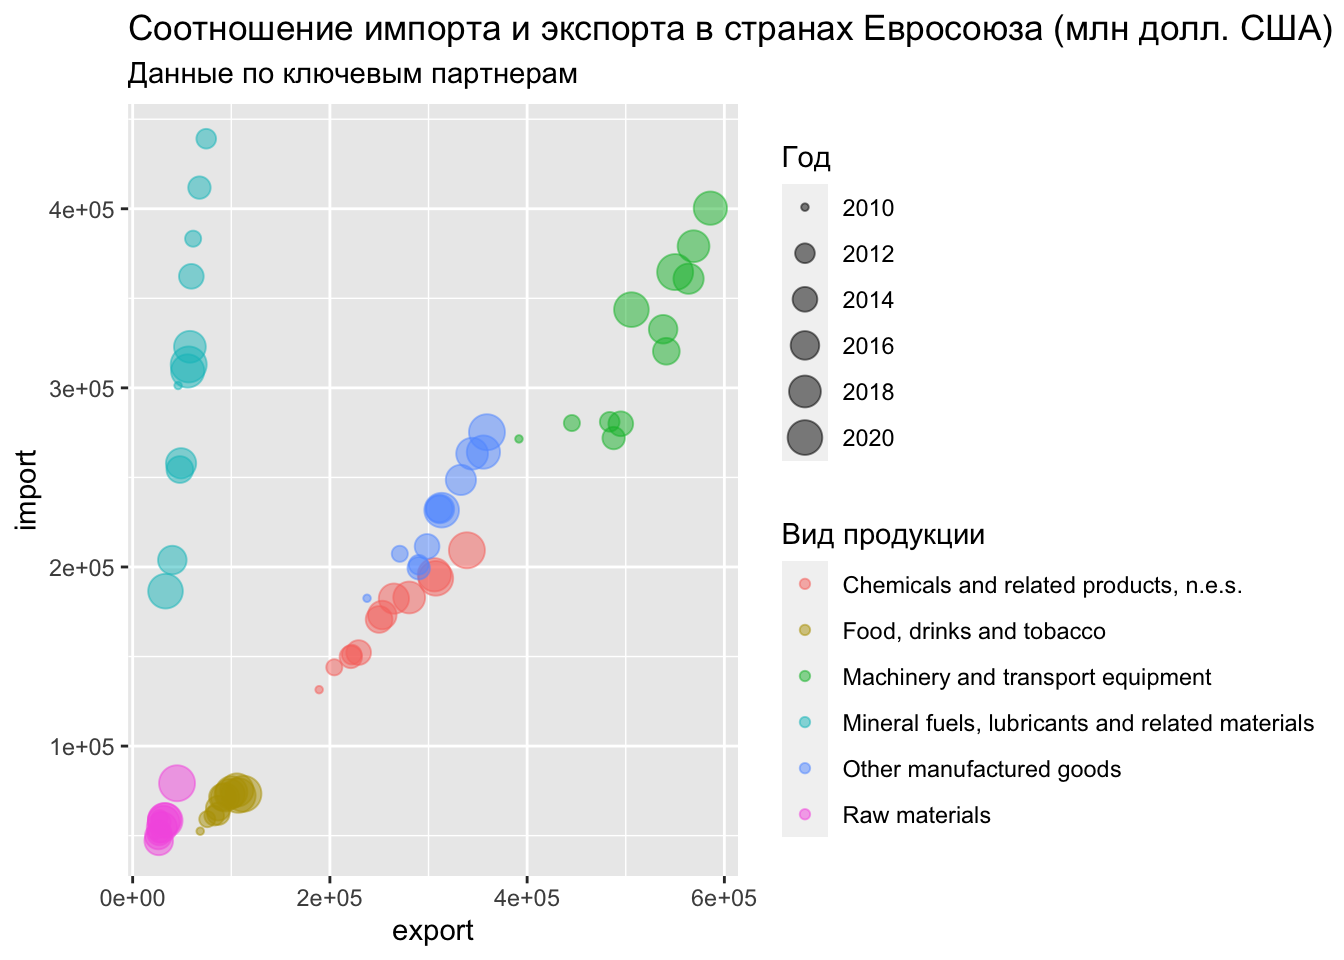 Соотношение импорта и экспорта в странах Евросоюза (млн долл. США)
Данные по ключевым партнерам
import
4e+05
3e+05
2e+05
1e+05
0e+00 2e+05 4e+05 6e+05
export
Год
2010
2012
2014
2016
2018
2020
Вид продукции
Chemicals and related products, n.e.s.
Food, drinks and tobacco
Machinery and transport equipment
Mineral fuels, lubricants and related materials
Other manufactured goods
Raw materials